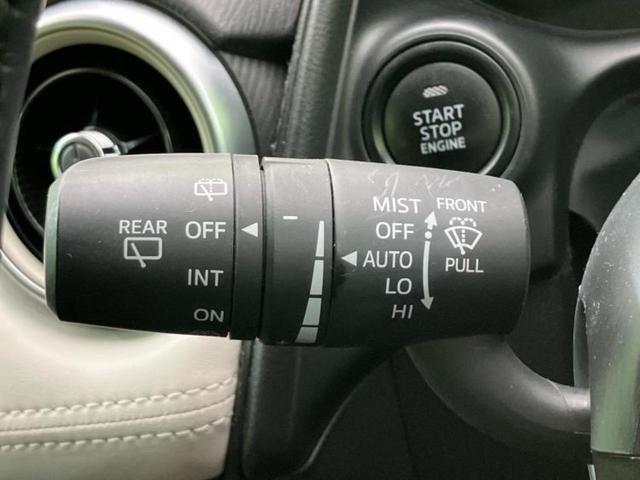 START
STOP
ENGINE
REAR
OFF
INT
ON
MIST
OFF
AUTO
LO
HI
FRONT
PULL